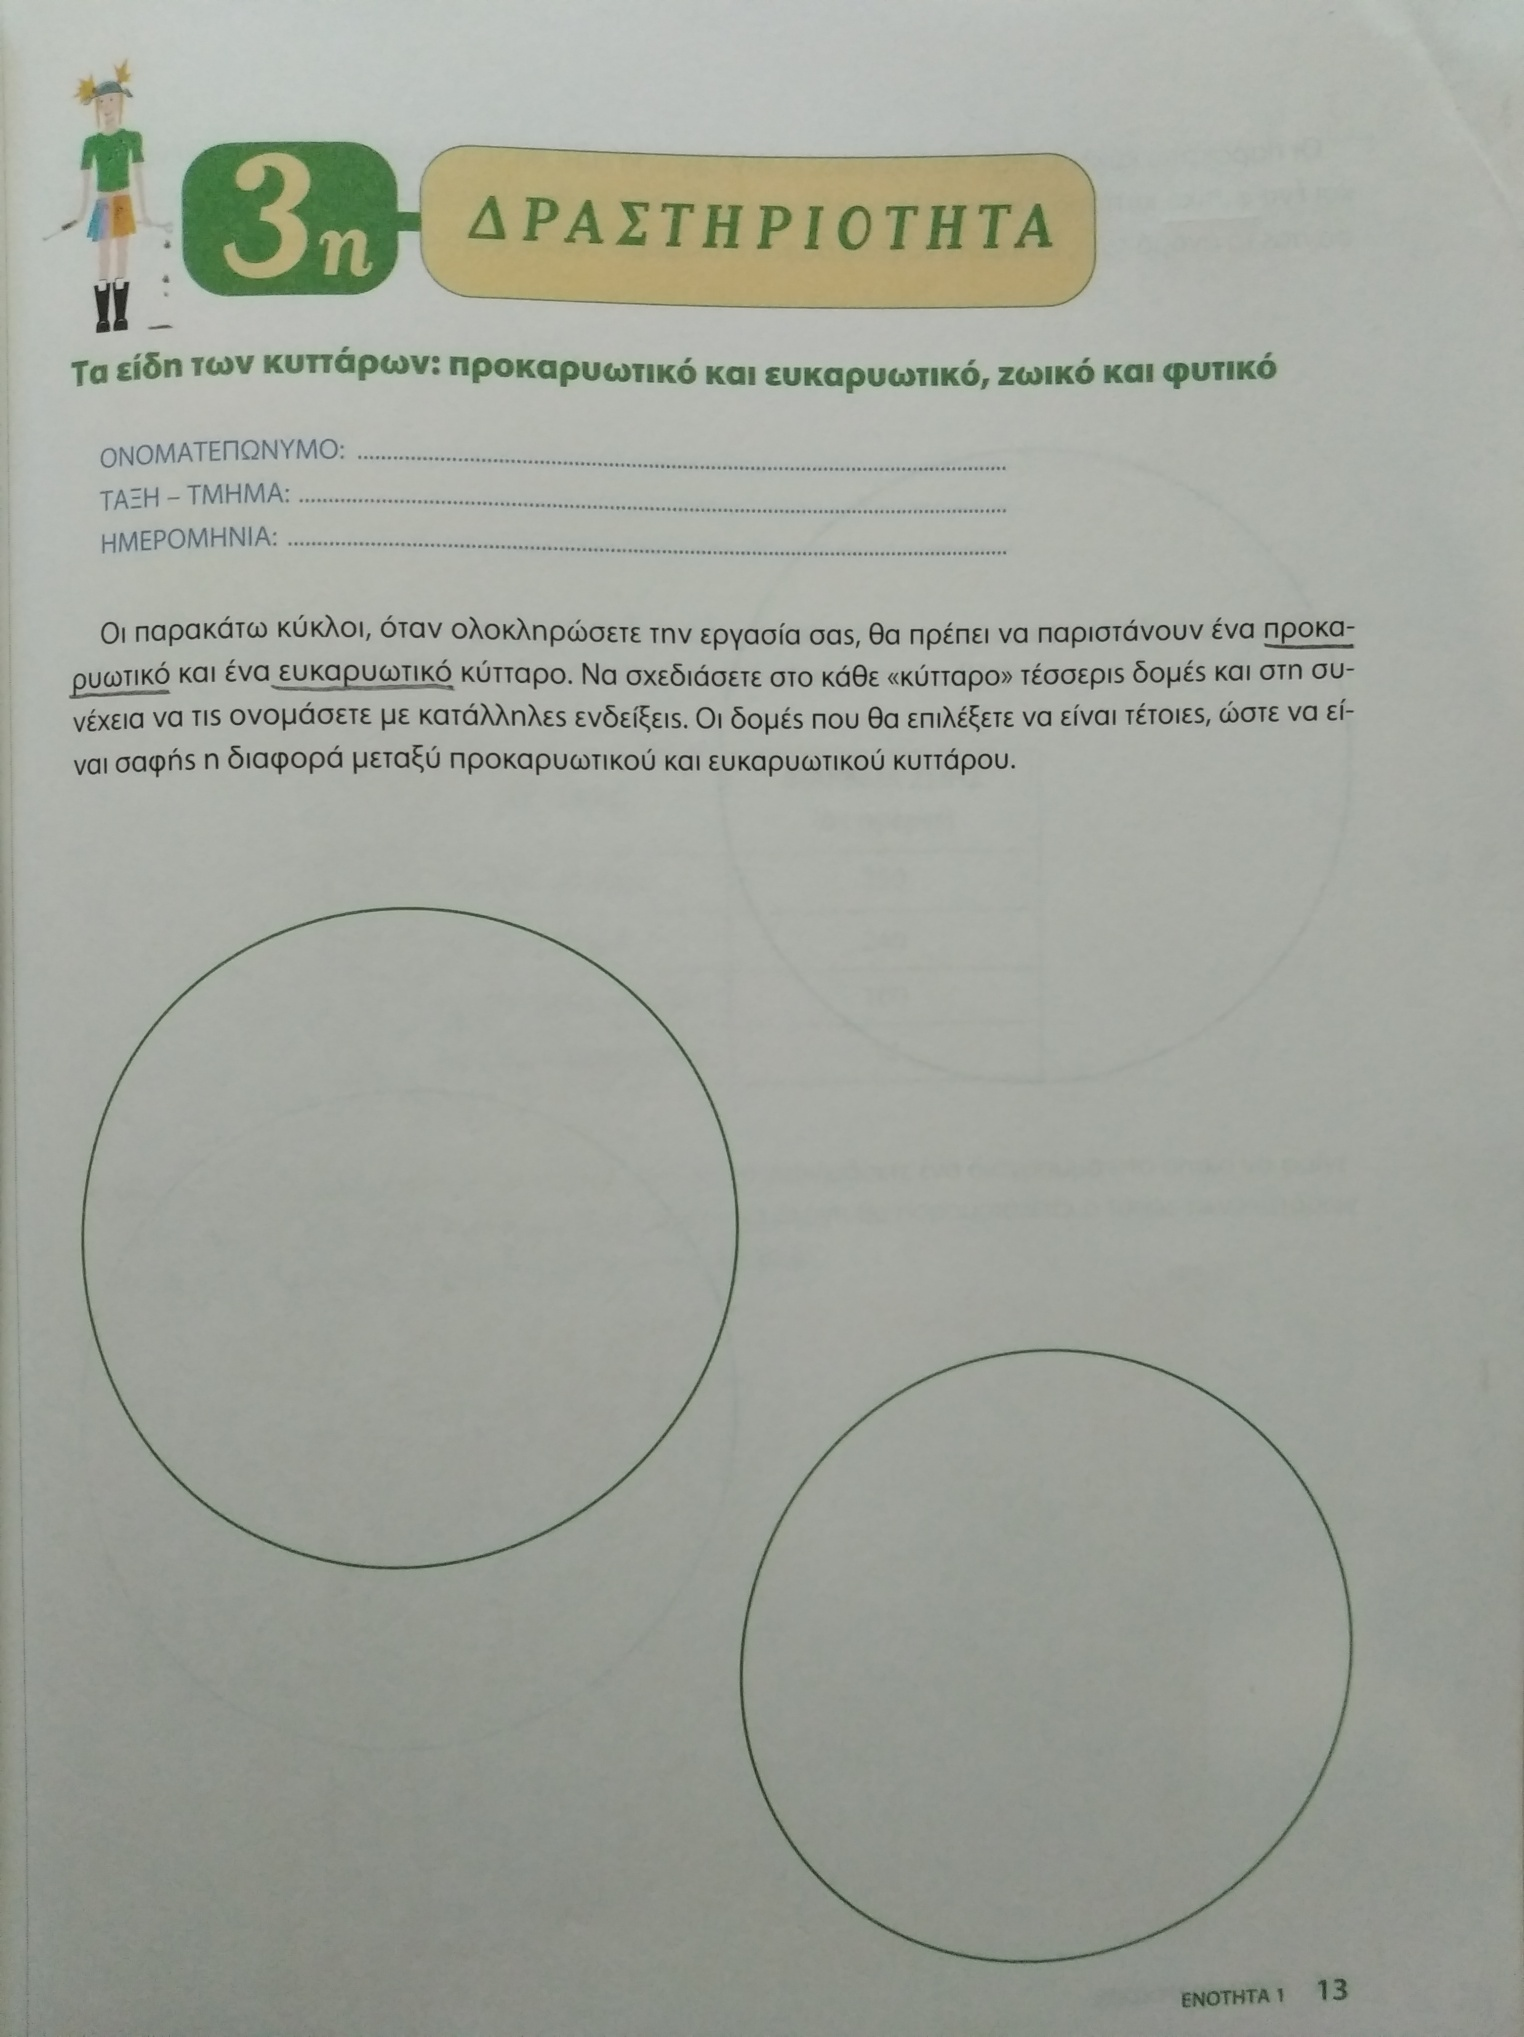 3η ΔΡΑΣΤΗΡΙΟΤΗΤΑ
Τα είδη των κυττάρων: προκαρυωτικό και ευκαρυωτικό, ζωικό και φυτικό
ΟΝΟΜΑΤΕΠΩΝΥΜΟ: ..........
ΤΑΞΗ – ΤΜΗΜΑ: ..........
ΗΜΕΡΟΜΗΝΙΑ: ..........
Οι παρακάτω κύκλοι, όταν ολοκληρώσετε την εργασία σας, θα πρέπει να παριστάνουν ένα προκα-
ρυωτικό και ένα ευκαρυωτικό κύτταρο. Να σχεδιάσετε στο κάθε «κύτταρο» τέσσερις δομές και στη συ-
νέχεια να τις ονομάσετε με κατάλληλες ενδείξεις. Οι δομές που θα επιλέξετε να είναι τέτοιες, ώστε να εί-
ναι σαφής η διαφορά μεταξύ προκαρυωτικού και ευκαρυωτικού κυττάρου.
ΕΝΟΤΗΤΑ 1 13